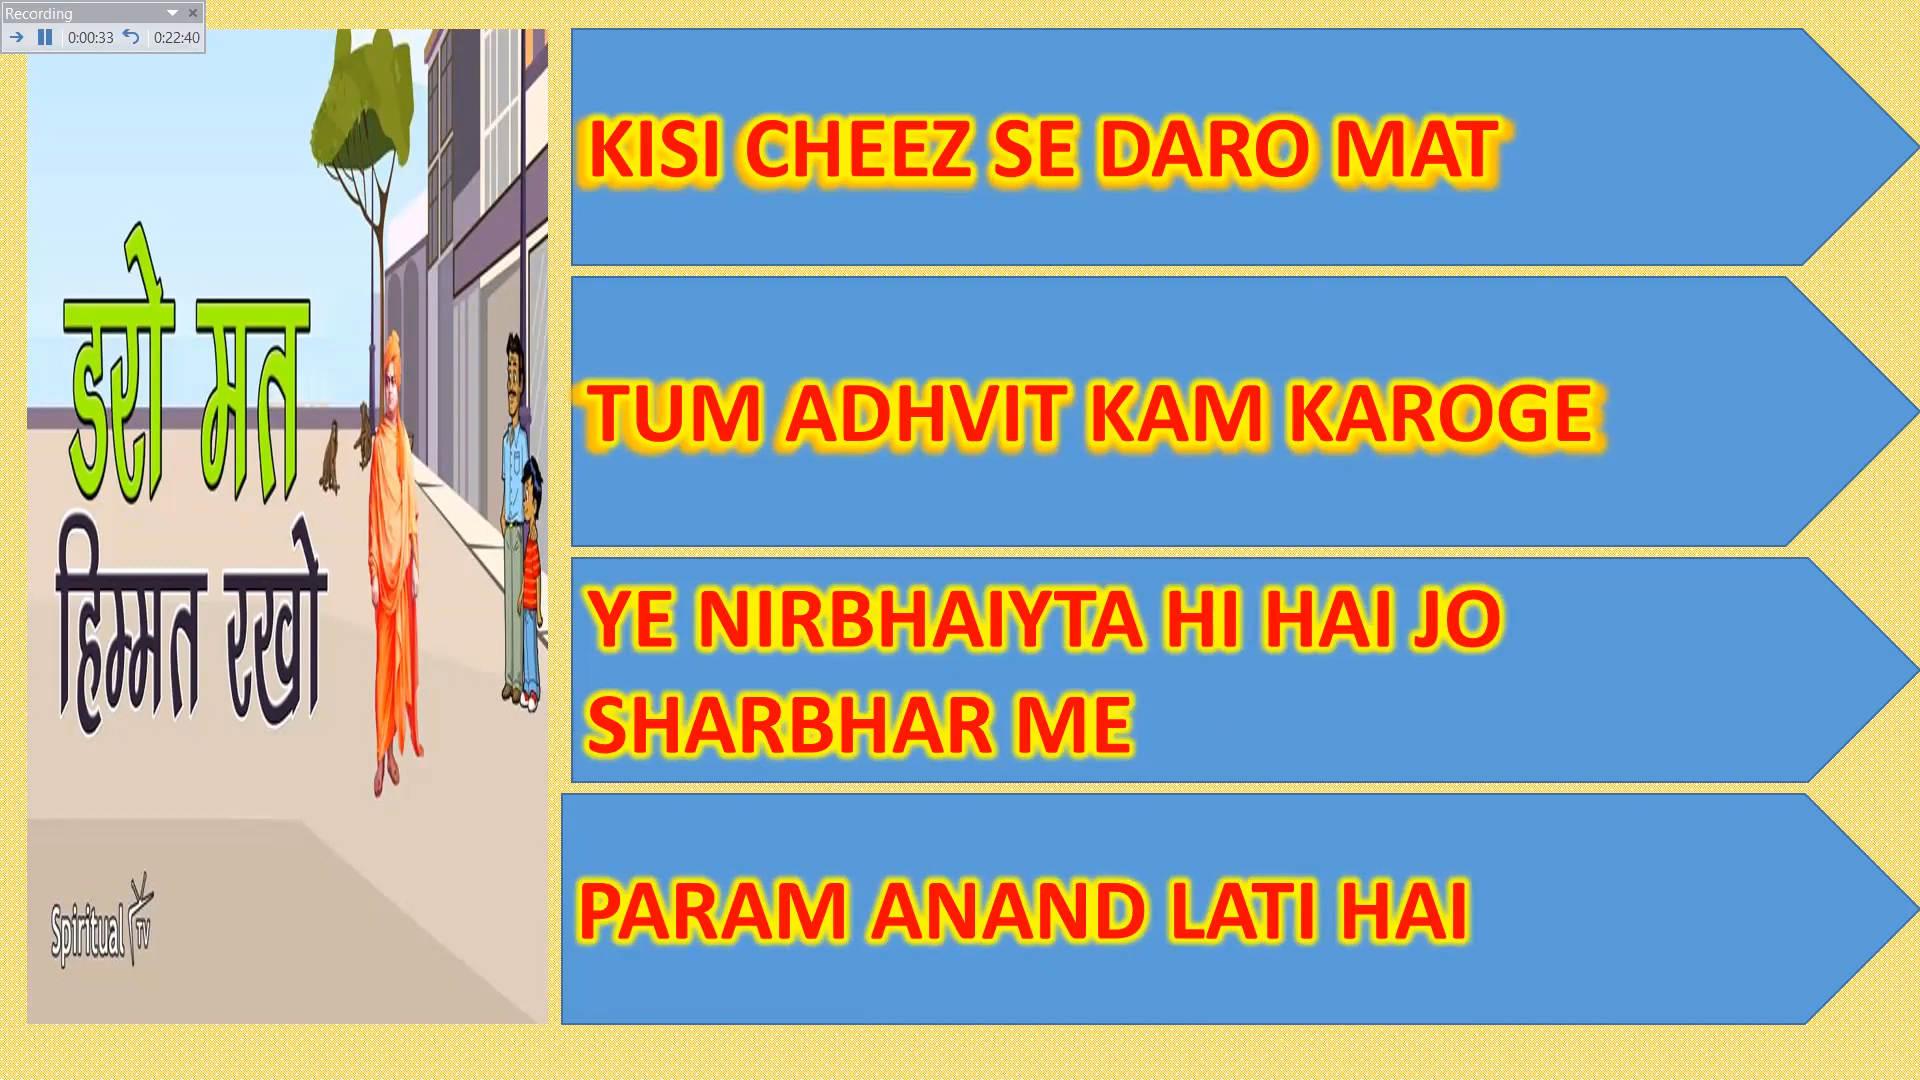 Recording
0:00:33 0:22:40
डरो मत
हिम्मत रखो
Spiritual TV
KISI CHEEZ SE DARO MAT
TUM ADHVIT KAM KAROGE
YE NIRBHAIYTA HI HAI JO
SHARBHAR ME
PARAM ANAND LATI HAI